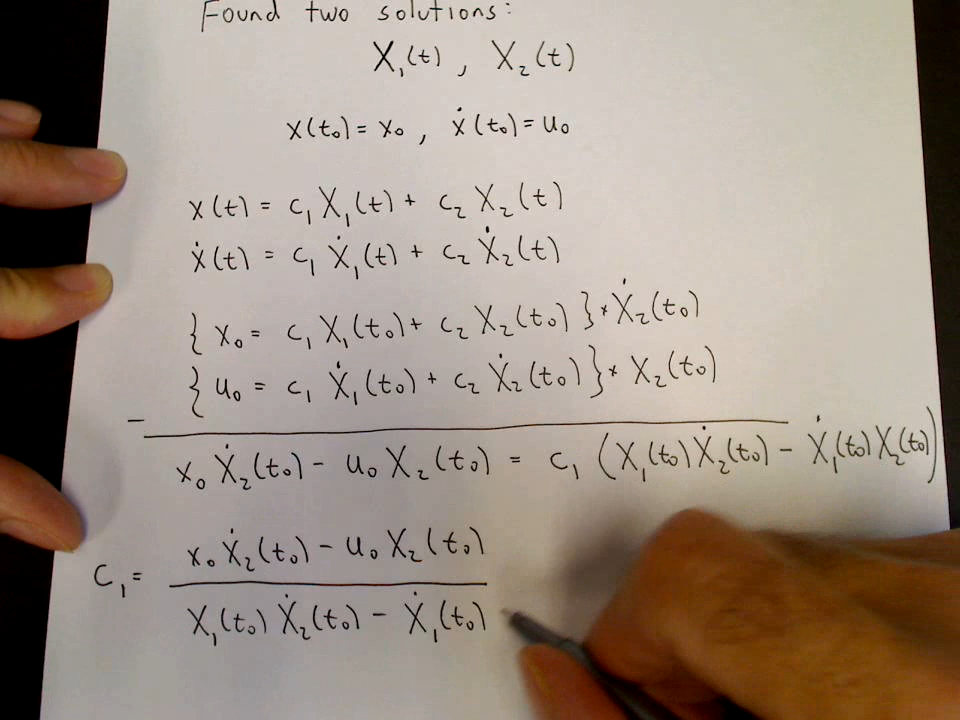 Found two solutions:
X₁(t) , X₂(t)
x(t₀) = x₀ , ẋ(t₀) = u₀
x(t) = c₁ X₁(t) + c₂ X₂(t)
ẋ(t) = c₁ Ẋ₁(t) + c₂ Ẋ₂(t)
{ x₀ = c₁ X₁(t₀) + c₂ X₂(t₀) } * Ẋ₂(t₀)
{ u₀ = c₁ Ẋ₁(t₀) + c₂ Ẋ₂(t₀) } * X₂(t₀)
−
x₀ Ẋ₂(t₀) − u₀ X₂(t₀) = c₁ (X₁(t₀) Ẋ₂(t₀) − Ẋ₁(t₀) X₂(t₀))
x₀ Ẋ₂(t₀) − u₀ X₂(t₀)
c₁ =
X₁(t₀) Ẋ₂(t₀) − Ẋ₁(t₀)